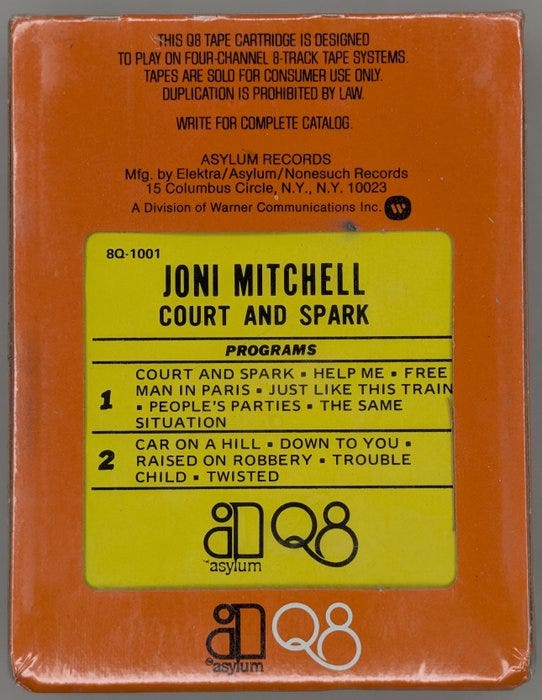 THIS Q8 TAPE CARTRIDGE IS DESIGNED
TO PLAY ON FOUR-CHANNEL 8-TRACK TAPE SYSTEMS.
TAPES ARE SOLD FOR CONSUMER USE ONLY.
DUPLICATION IS PROHIBITED BY LAW.
WRITE FOR COMPLETE CATALOG.
ASYLUM RECORDS
Mfg. by Elektra/Asylum/Nonesuch Records
15 Columbus Circle, N.Y., N.Y. 10023
A Division of Warner Communications Inc.
8Q-1001
JONI MITCHELL
COURT AND SPARK
PROGRAMS
1
COURT AND SPARK ▪ HELP ME ▪ FREE
MAN IN PARIS ▪ JUST LIKE THIS TRAIN
▪ PEOPLE'S PARTIES ▪ THE SAME
SITUATION
2
CAR ON A HILL ▪ DOWN TO YOU ▪
RAISED ON ROBBERY ▪ TROUBLE
CHILD ▪ TWISTED
Q8
asylum
Q8
asylum